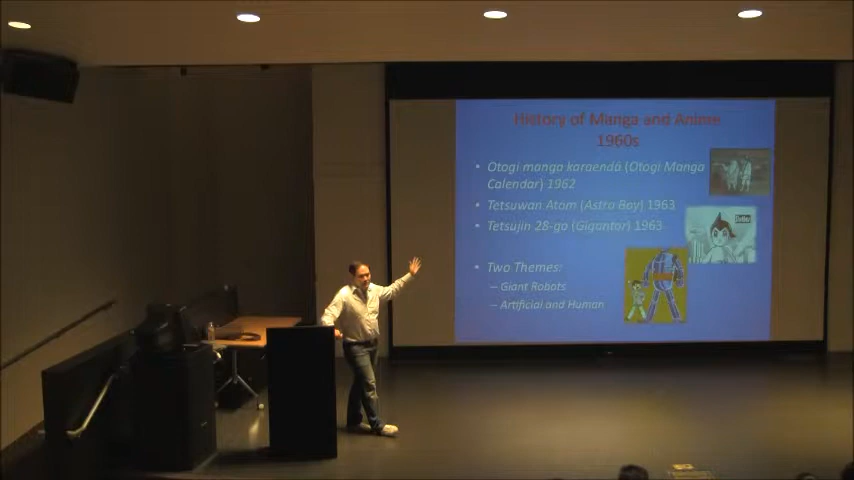 History of Manga and Anime
1960s
• Otogi manga karaendā (Otogi Manga
Calendar) 1962
• Tetsuwan Atom (Astro Boy) 1963
• Tetsujin 28-go (Gigantor) 1963
• Two Themes:
– Giant Robots
– Artificial and Human